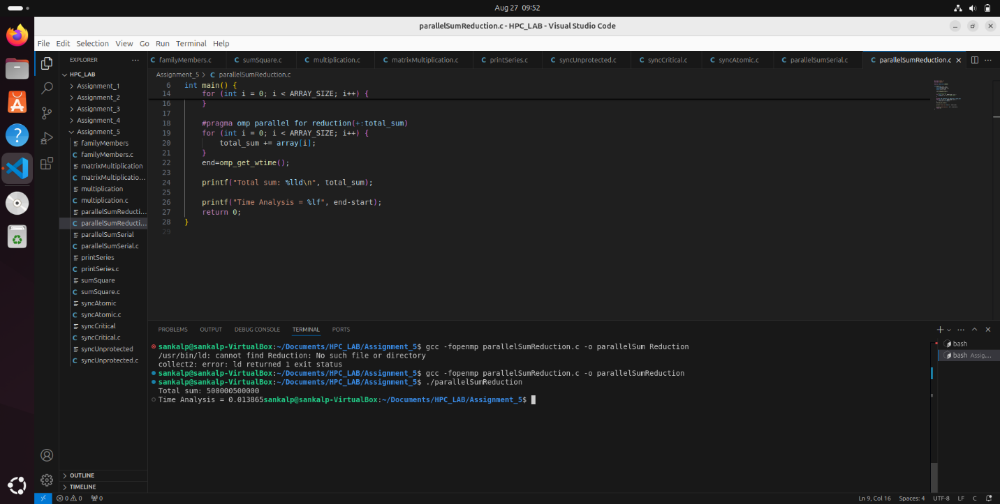 Aug 27 09:52
parallelSumReduction.c - HPC_LAB - Visual Studio Code
File Edit Selection View Go Run Terminal Help
EXPLORER
HPC_LAB
Assignment_1
Assignment_2
Assignment_3
Assignment_4
Assignment_5
familyMembers
C familyMembers.c
matrixMultiplication
C matrixMultiplicatio...
multiplication
C multiplication.c
parallelSumReducti...
C parallelSumReducti...
parallelSumSerial
C parallelSumSerial.c
printSeries
C printSeries.c
sumSquare
C sumSquare.c
syncAtomic
C syncAtomic.c
syncCritical
C syncCritical.c
syncUnprotected
C syncUnprotected.c
OUTLINE
TIMELINE
C familyMembers.c C sumSquare.c C multiplication.c C matrixMultiplication.c C printSeries.c C syncUnprotected.c C syncCritical.c C syncAtomic.c C parallelSumSerial.c C parallelSumReduction.c
Assignment_5 > C parallelSumReduction.c
6 int main() {
14 for (int i = 0; i < ARRAY_SIZE; i++) {
16 }
17
18 #pragma omp parallel for reduction(+:total_sum)
19 for (int i = 0; i < ARRAY_SIZE; i++) {
20 total_sum += array[i];
21 }
22 end=omp_get_wtime();
23
24 printf("Total sum: %lld\n", total_sum);
25
26 printf("Time Analysis = %lf", end-start);
27 return 0;
28 }
29
PROBLEMS OUTPUT DEBUG CONSOLE TERMINAL PORTS
sankalp@sankalp-VirtualBox:~/Documents/HPC_LAB/Assignment_5$ gcc -fopenmp parallelSumReduction.c -o parallelSum Reduction
/usr/bin/ld: cannot find Reduction: No such file or directory
collect2: error: ld returned 1 exit status
sankalp@sankalp-VirtualBox:~/Documents/HPC_LAB/Assignment_5$ gcc -fopenmp parallelSumReduction.c -o parallelSumReduction
sankalp@sankalp-VirtualBox:~/Documents/HPC_LAB/Assignment_5$ ./parallelSumReduction
Total sum: 500000500000
Time Analysis = 0.013865sankalp@sankalp-VirtualBox:~/Documents/HPC_LAB/Assignment_5$
bash
bash Assig...
0 0 0 Ln 9, Col 16 Spaces: 4 UTF-8 LF C